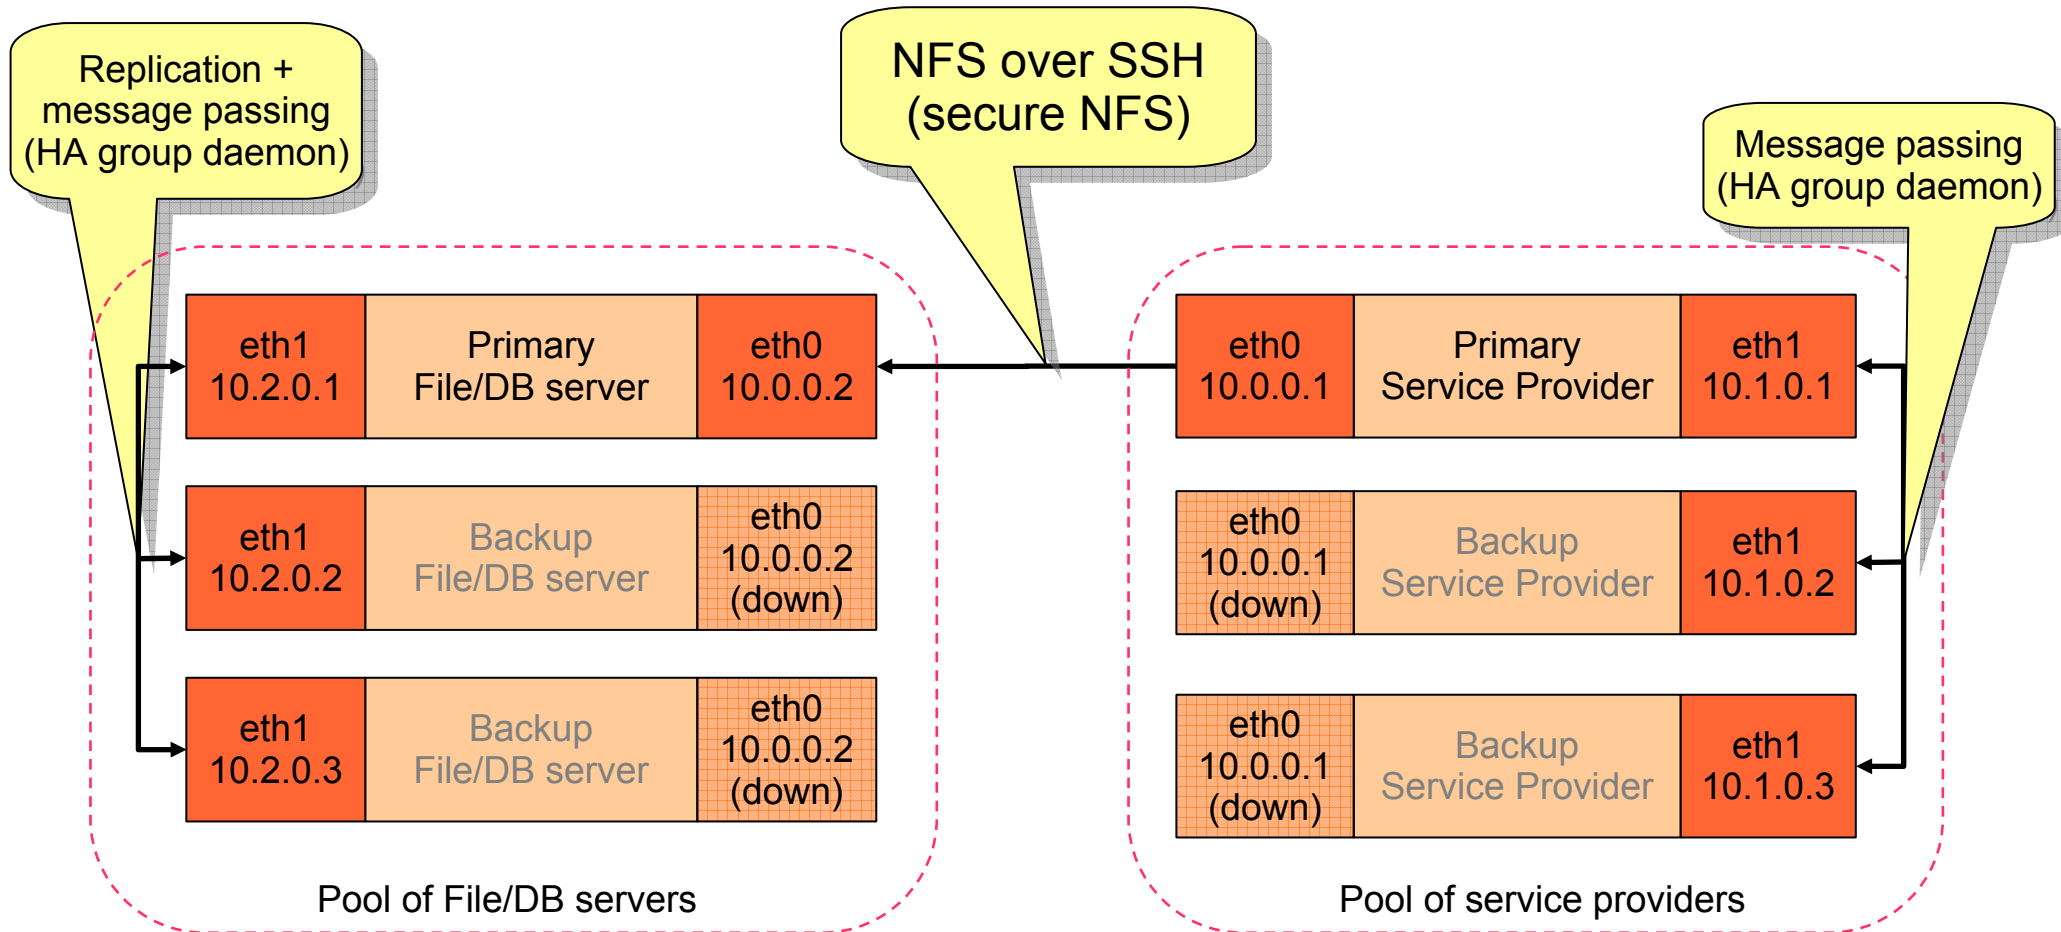 Replication +
message passing
(HA group daemon)
NFS over SSH
(secure NFS)
Message passing
(HA group daemon)
eth1
10.2.0.1
Primary
File/DB server
eth0
10.0.0.2
eth0
10.0.0.1
Primary
Service Provider
eth1
10.1.0.1
eth1
10.2.0.2
Backup
File/DB server
eth0
10.0.0.2
(down)
eth0
10.0.0.1
(down)
Backup
Service Provider
eth1
10.1.0.2
eth1
10.2.0.3
Backup
File/DB server
eth0
10.0.0.2
(down)
eth0
10.0.0.1
(down)
Backup
Service Provider
eth1
10.1.0.3
Pool of File/DB servers
Pool of service providers